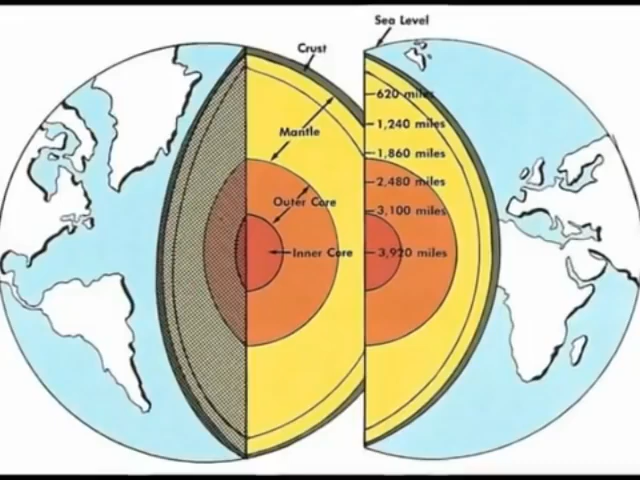 Sea Level
Crust
620 miles
1,240 miles
Mantle
1,860 miles
2,480 miles
Outer Core
3,100 miles
Inner Core
3,920 miles